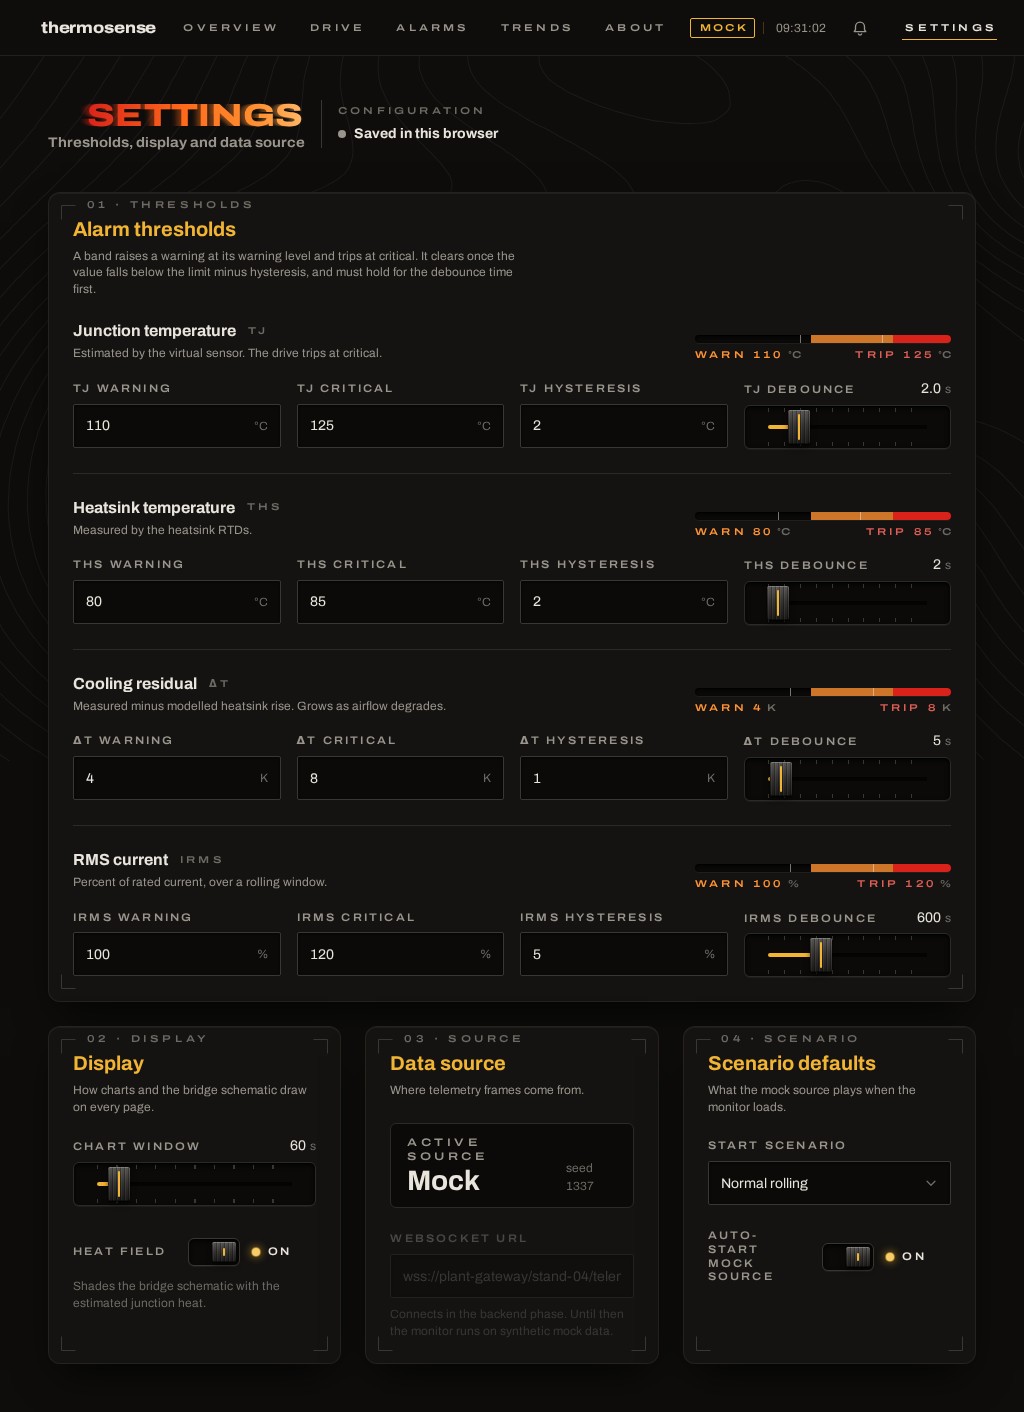 thermosense OVERVIEW DRIVE ALARMS TRENDS ABOUT MOCK 09:31:02 SETTINGS
SETTINGS
Thresholds, display and data source
CONFIGURATION
Saved in this browser
01 · THRESHOLDS
Alarm thresholds
A band raises a warning at its warning level and trips at critical. It clears once the
value falls below the limit minus hysteresis, and must hold for the debounce time
first.
Junction temperature TJ
Estimated by the virtual sensor. The drive trips at critical.
WARN 110 °C TRIP 125 °C
TJ WARNING TJ CRITICAL TJ HYSTERESIS TJ DEBOUNCE 2.0 s
110 °C 125 °C 2 °C
Heatsink temperature THS
Measured by the heatsink RTDs.
WARN 80 °C TRIP 85 °C
THS WARNING THS CRITICAL THS HYSTERESIS THS DEBOUNCE 2 s
80 °C 85 °C 2 °C
Cooling residual ΔT
Measured minus modelled heatsink rise. Grows as airflow degrades.
WARN 4 K TRIP 8 K
ΔT WARNING ΔT CRITICAL ΔT HYSTERESIS ΔT DEBOUNCE 5 s
4 K 8 K 1 K
RMS current IRMS
Percent of rated current, over a rolling window.
WARN 100 % TRIP 120 %
IRMS WARNING IRMS CRITICAL IRMS HYSTERESIS IRMS DEBOUNCE 600 s
100 % 120 % 5 %
02 · DISPLAY
Display
How charts and the bridge schematic draw
on every page.
CHART WINDOW 60 s
HEAT FIELD ON
Shades the bridge schematic with the
estimated junction heat.
03 · SOURCE
Data source
Where telemetry frames come from.
ACTIVE
SOURCE
Mock
seed
1337
WEBSOCKET URL
wss://plant-gateway/stand-04/teler
Connects in the backend phase. Until then
the monitor runs on synthetic mock data.
04 · SCENARIO
Scenario defaults
What the mock source plays when the
monitor loads.
START SCENARIO
Normal rolling
AUTO-
START
MOCK
SOURCE
ON